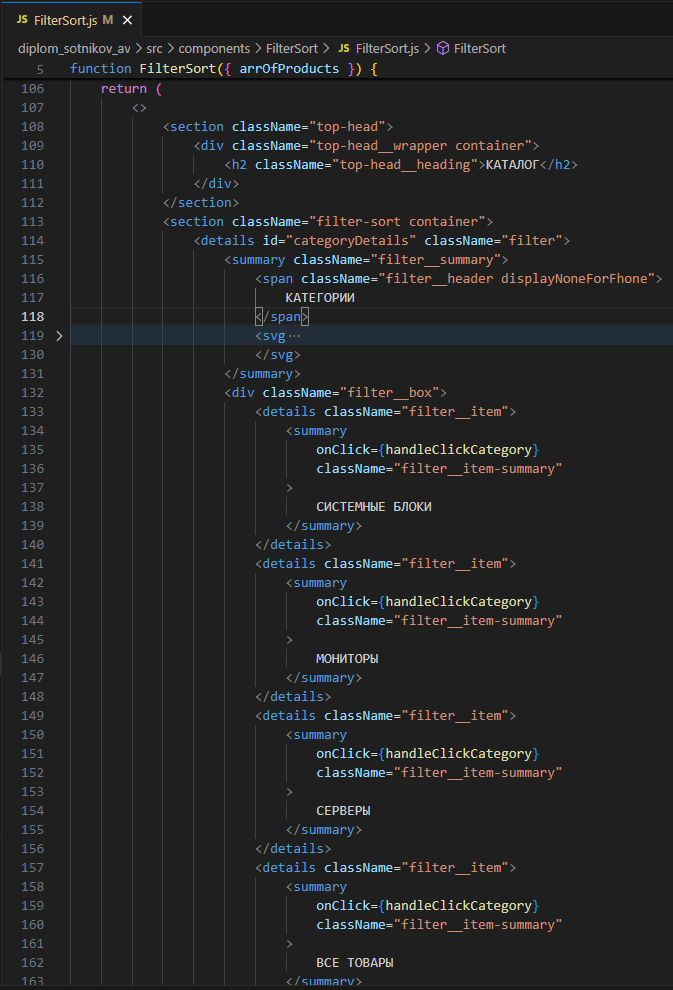 JS FilterSort.js M ×
diplom_sotnikov_av > src > components > FilterSort > JS FilterSort.js > FilterSort
5 function FilterSort({ arrOfProducts }) {
106 return (
107 <>
108 <section className="top-head">
109 <div className="top-head__wrapper container">
110 <h2 className="top-head__heading">КАТАЛОГ</h2>
111 </div>
112 </section>
113 <section className="filter-sort container">
114 <details id="categoryDetails" className="filter">
115 <summary className="filter__summary">
116 <span className="filter__header displayNoneForFhone">
117 КАТЕГОРИИ
118 </span>
119 <svg ...
130 </svg>
131 </summary>
132 <div className="filter__box">
133 <details className="filter__item">
134 <summary
135 onClick={handleClickCategory}
136 className="filter__item-summary"
137 >
138 СИСТЕМНЫЕ БЛОКИ
139 </summary>
140 </details>
141 <details className="filter__item">
142 <summary
143 onClick={handleClickCategory}
144 className="filter__item-summary"
145 >
146 МОНИТОРЫ
147 </summary>
148 </details>
149 <details className="filter__item">
150 <summary
151 onClick={handleClickCategory}
152 className="filter__item-summary"
153 >
154 СЕРВЕРЫ
155 </summary>
156 </details>
157 <details className="filter__item">
158 <summary
159 onClick={handleClickCategory}
160 className="filter__item-summary"
161 >
162 ВСЕ ТОВАРЫ
163 </summary>